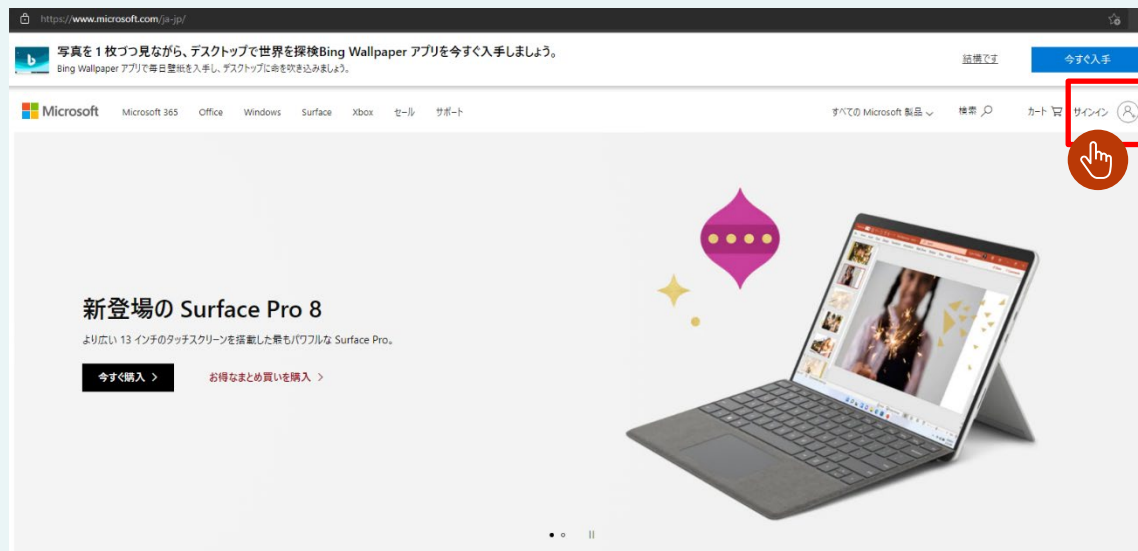 https://www.microsoft.com/ja-jp/
写真を 1 枚づつ見ながら、デスクトップで世界を探検Bing Wallpaper アプリを今すぐ入手しましょう。
Bing Wallpaper アプリで毎日壁紙を入手し、デスクトップに命を吹き込みましょう。
結構です
今すぐ入手
Microsoft Microsoft 365 Office Windows Surface Xbox セール サポート すべての Microsoft 製品 検索 カート サインイン
新登場の Surface Pro 8
より広い 13 インチのタッチスクリーンを搭載した最もパワフルな Surface Pro。
今すぐ購入 >
お得なまとめ買いを購入 >